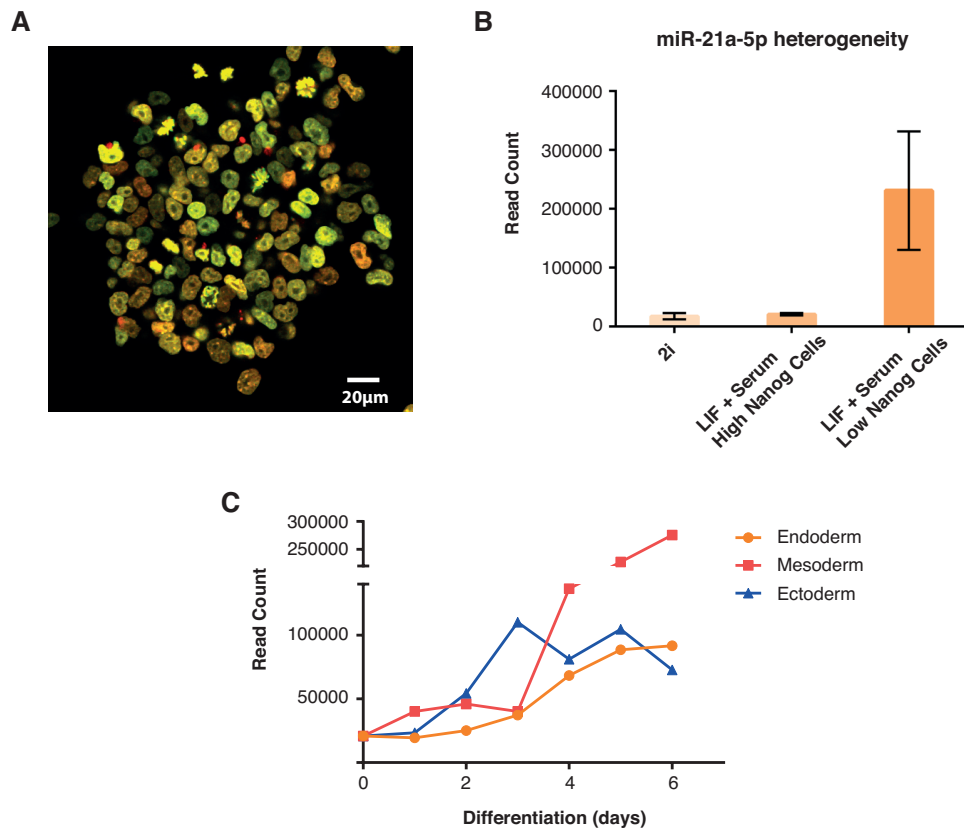 A
20μm
B
miR-21a-5p heterogeneity
Read Count
400000
300000
200000
100000
0
2i
LIF + Serum
High Nanog Cells
LIF + Serum
Low Nanog Cells
C
Read Count
300000
250000
100000
50000
0
2
4
6
Differentiation (days)
Endoderm
Mesoderm
Ectoderm